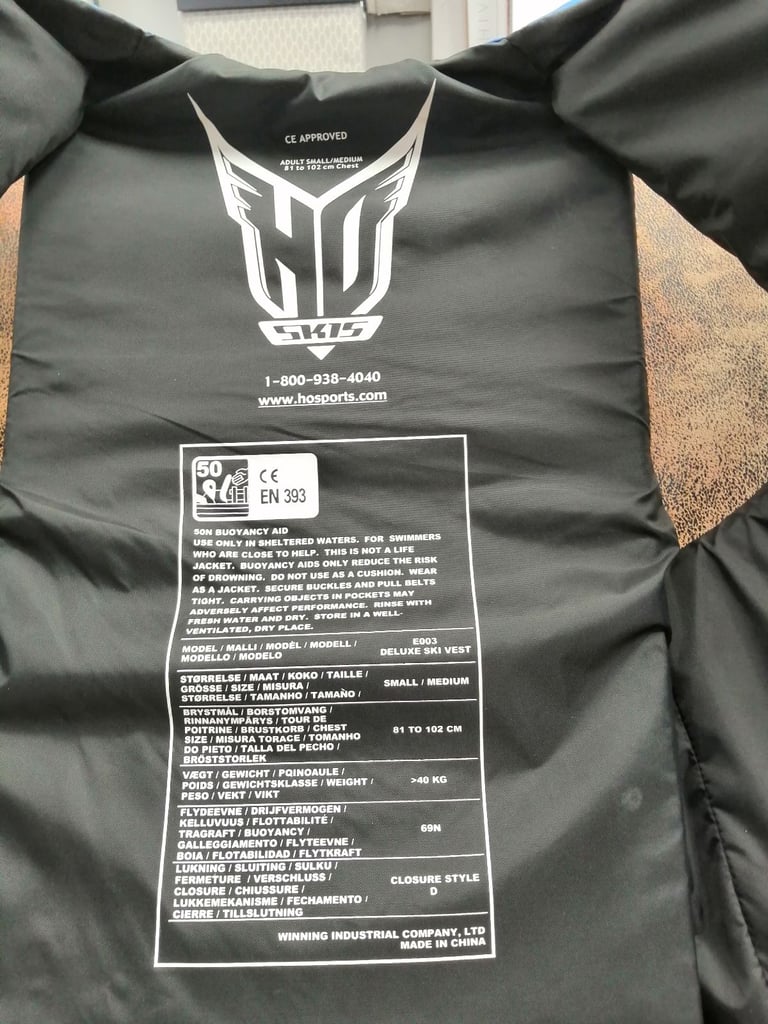 CE APPROVED
ADULT SMALL/MEDIUM
81 to 102 cm Chest
HO
SKIS
1-800-938-4040
www.hosports.com
50
CE
EN 393
50N BUOYANCY AID
USE ONLY IN SHELTERED WATERS. FOR SWIMMERS
WHO ARE CLOSE TO HELP. THIS IS NOT A LIFE
JACKET. BUOYANCY AIDS ONLY REDUCE THE RISK
OF DROWNING. DO NOT USE AS A CUSHION. WEAR
AS A JACKET. SECURE BUCKLES AND PULL BELTS
TIGHT. CARRYING OBJECTS IN POCKETS MAY
ADVERSELY AFFECT PERFORMANCE. RINSE WITH
FRESH WATER AND DRY. STORE IN A WELL-
VENTILATED, DRY PLACE.
MODEL / MALLI / MODÈL / MODELL /
MODELLO / MODELO
E003
DELUXE SKI VEST
STØRRELSE / MAAT / KOKO / TAILLE /
GRÖSSE / SIZE / MISURA /
STØRRELSE / TAMANHO / TAMAÑO /
SMALL / MEDIUM
BRYSTMÅL / BORSTOMVANG /
RINNANYMPÄRYS / TOUR DE
POITRINE / BRUSTKORB / CHEST
SIZE / MISURA TORACE / TOMANHO
DO PIETO / TALLA DEL PECHO /
BRÖSTSTORLEK
81 TO 102 CM
VÆGT / GEWICHT / PQINOAULE /
POIDS / GEWICHTSKLASSE / WEIGHT /
PESO / VEKT / VIKT
>40 KG
FLYDEEVNE / DRIJFVERMOGEN /
KELLUVUUS / FLOTTABILITÉ /
TRAGRAFT / BUOYANCY /
GALLEGGIAMENTO / FLYTEEVNE /
BOIA / FLOTABILIDAD / FLYTKRAFT
69N
LUKNING / SLUITING / SULKU /
FERMETURE / VERSCHLUSS /
CLOSURE / CHIUSSURE /
LUKKEMEKANISME / FECHAMENTO /
CIERRE / TILLSLUTNING
CLOSURE STYLE
D
WINNING INDUSTRIAL COMPANY, LTD
MADE IN CHINA